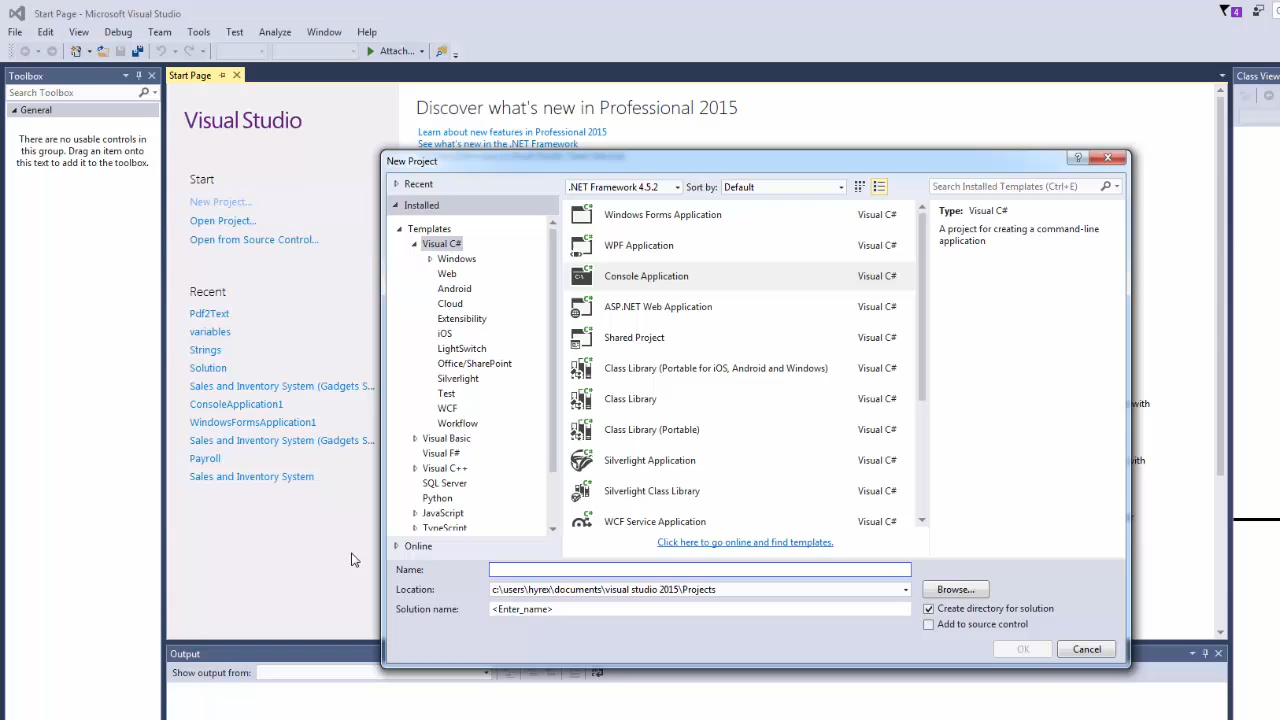 Start Page - Microsoft Visual Studio
4
File Edit View Debug Team Tools Test Analyze Window Help
Attach...
Toolbox
Search Toolbox
General
There are no usable controls in
this group. Drag an item onto
this text to add it to the toolbox.
Start Page
Visual Studio
Start
New Project...
Open Project...
Open from Source Control...
Recent
Pdf2Text
variables
Strings
Solution
Sales and Inventory System (Gadgets S...
ConsoleApplication1
WindowsFormsApplication1
Sales and Inventory System (Gadgets S...
Payroll
Sales and Inventory System
Discover what's new in Professional 2015
Learn about new features in Professional 2015
See what's new in the .NET Framework
with
with
Class View
New Project
?
Recent
Installed
Templates
Visual C#
Windows
Web
Android
Cloud
Extensibility
iOS
LightSwitch
Office/SharePoint
Silverlight
Test
WCF
Workflow
Visual Basic
Visual F#
Visual C++
SQL Server
Python
JavaScript
TypeScript
Online
.NET Framework 4.5.2 Sort by: Default
Search Installed Templates (Ctrl+E)
Windows Forms Application Visual C#
WPF Application Visual C#
Console Application Visual C#
ASP.NET Web Application Visual C#
Shared Project Visual C#
Class Library (Portable for iOS, Android and Windows) Visual C#
Class Library Visual C#
Class Library (Portable) Visual C#
Silverlight Application Visual C#
Silverlight Class Library Visual C#
WCF Service Application Visual C#
Click here to go online and find templates.
Type: Visual C#
A project for creating a command-line
application
Name:
Location: c:\users\hyrex\documents\visual studio 2015\Projects Browse...
Solution name: <Enter_name>
Create directory for solution
Add to source control
OK Cancel
Output
Show output from: